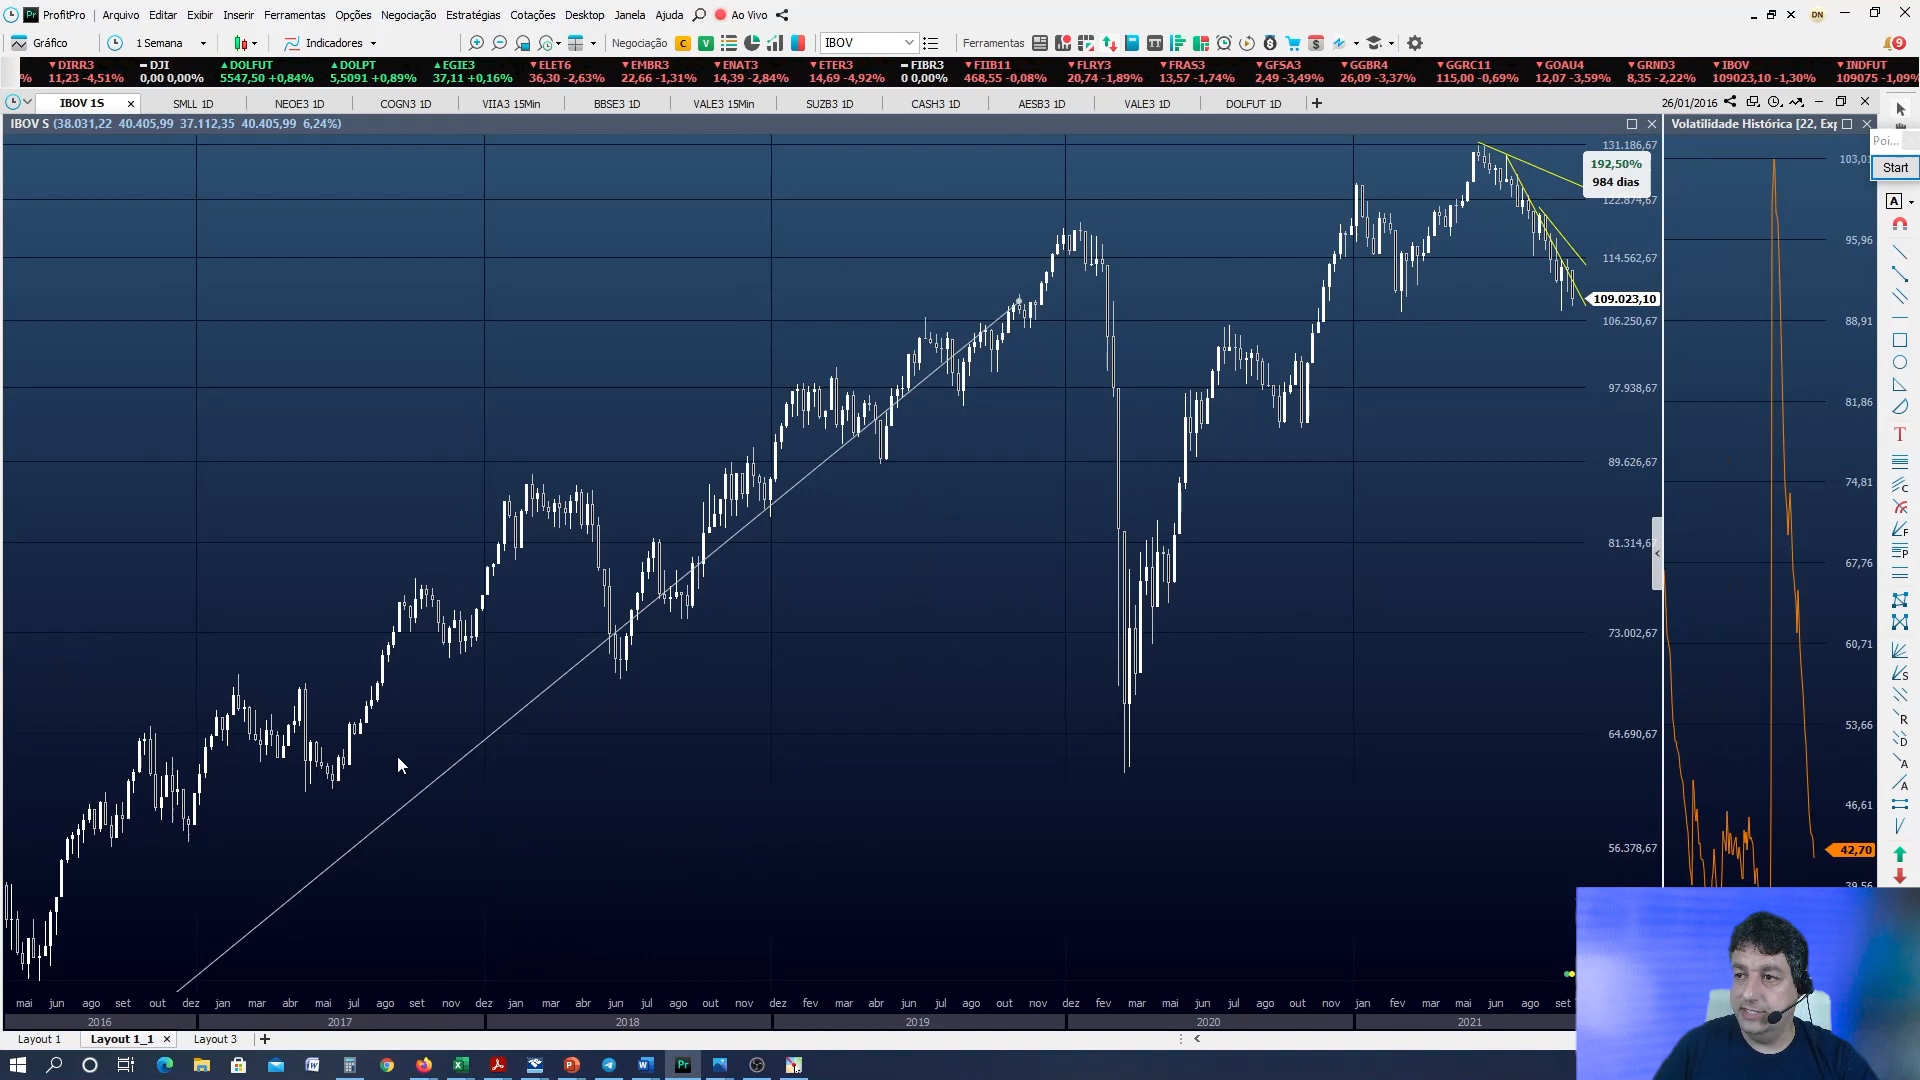 ProfitPro Arquivo Editar Exibir Inserir Ferramentas Opções Negociação Estratégias Cotações Desktop Janela Ajuda Ao Vivo DN
Gráfico 1 Semana Indicadores Negociação C V IBOV Ferramentas 9
DIRR3 DJI DOLFUT DOLPT EGIE3 ELET6 EMBR3 ENAT3 ETER3 FIBR3 FIIB11 FLRY3 FRAS3 GFSA3 GGBR4 GGRC11 GOAU4 GRND3 IBOV INDFUT
% 11,23 -4,51% 0,00 0,00% 5547,50 +0,84% 5,5091 +0,89% 37,11 +0,16% 36,30 -2,63% 22,66 -1,31% 14,39 -2,84% 14,69 -4,92% 0 0,00% 468,55 -0,08% 20,74 -1,89% 13,57 -1,74% 2,49 -3,49% 26,09 -3,37% 115,00 -0,69% 12,07 -3,59% 8,35 -2,22% 109023,10 -1,30% 109075 -1,09%
IBOV 1S SMLL 1D NEOE3 1D COGN3 1D VIIA3 15Min BBSE3 1D VALE3 15Min SUZB3 1D CASH3 1D AESB3 1D VALE3 1D DOLFUT 1D 26/01/2016
IBOV S (38.031,22 40.405,99 37.112,35 40.405,99 6,24%) Volatilidade Histórica [22, Exp
Poi...
Start
131.186,67
103,0
192,50%
984 dias
122.874,67
95,96
114.562,67
109.023,10
106.250,67
88,91
97.938,67
81,86
89.626,67
74,81
81.314,67
67,76
73.002,67
60,71
64.690,67
53,66
46,61
56.378,67
42,70
39,56
mai jun ago set out dez jan mar abr mai jul ago set nov dez jan mar abr jun jul ago out nov dez fev mar abr jun jul ago out nov dez fev mar mai jun jul set out nov jan fev mar mai jun ago set
2016 2017 2018 2019 2020 2021
Layout 1 Layout 1_1 Layout 3